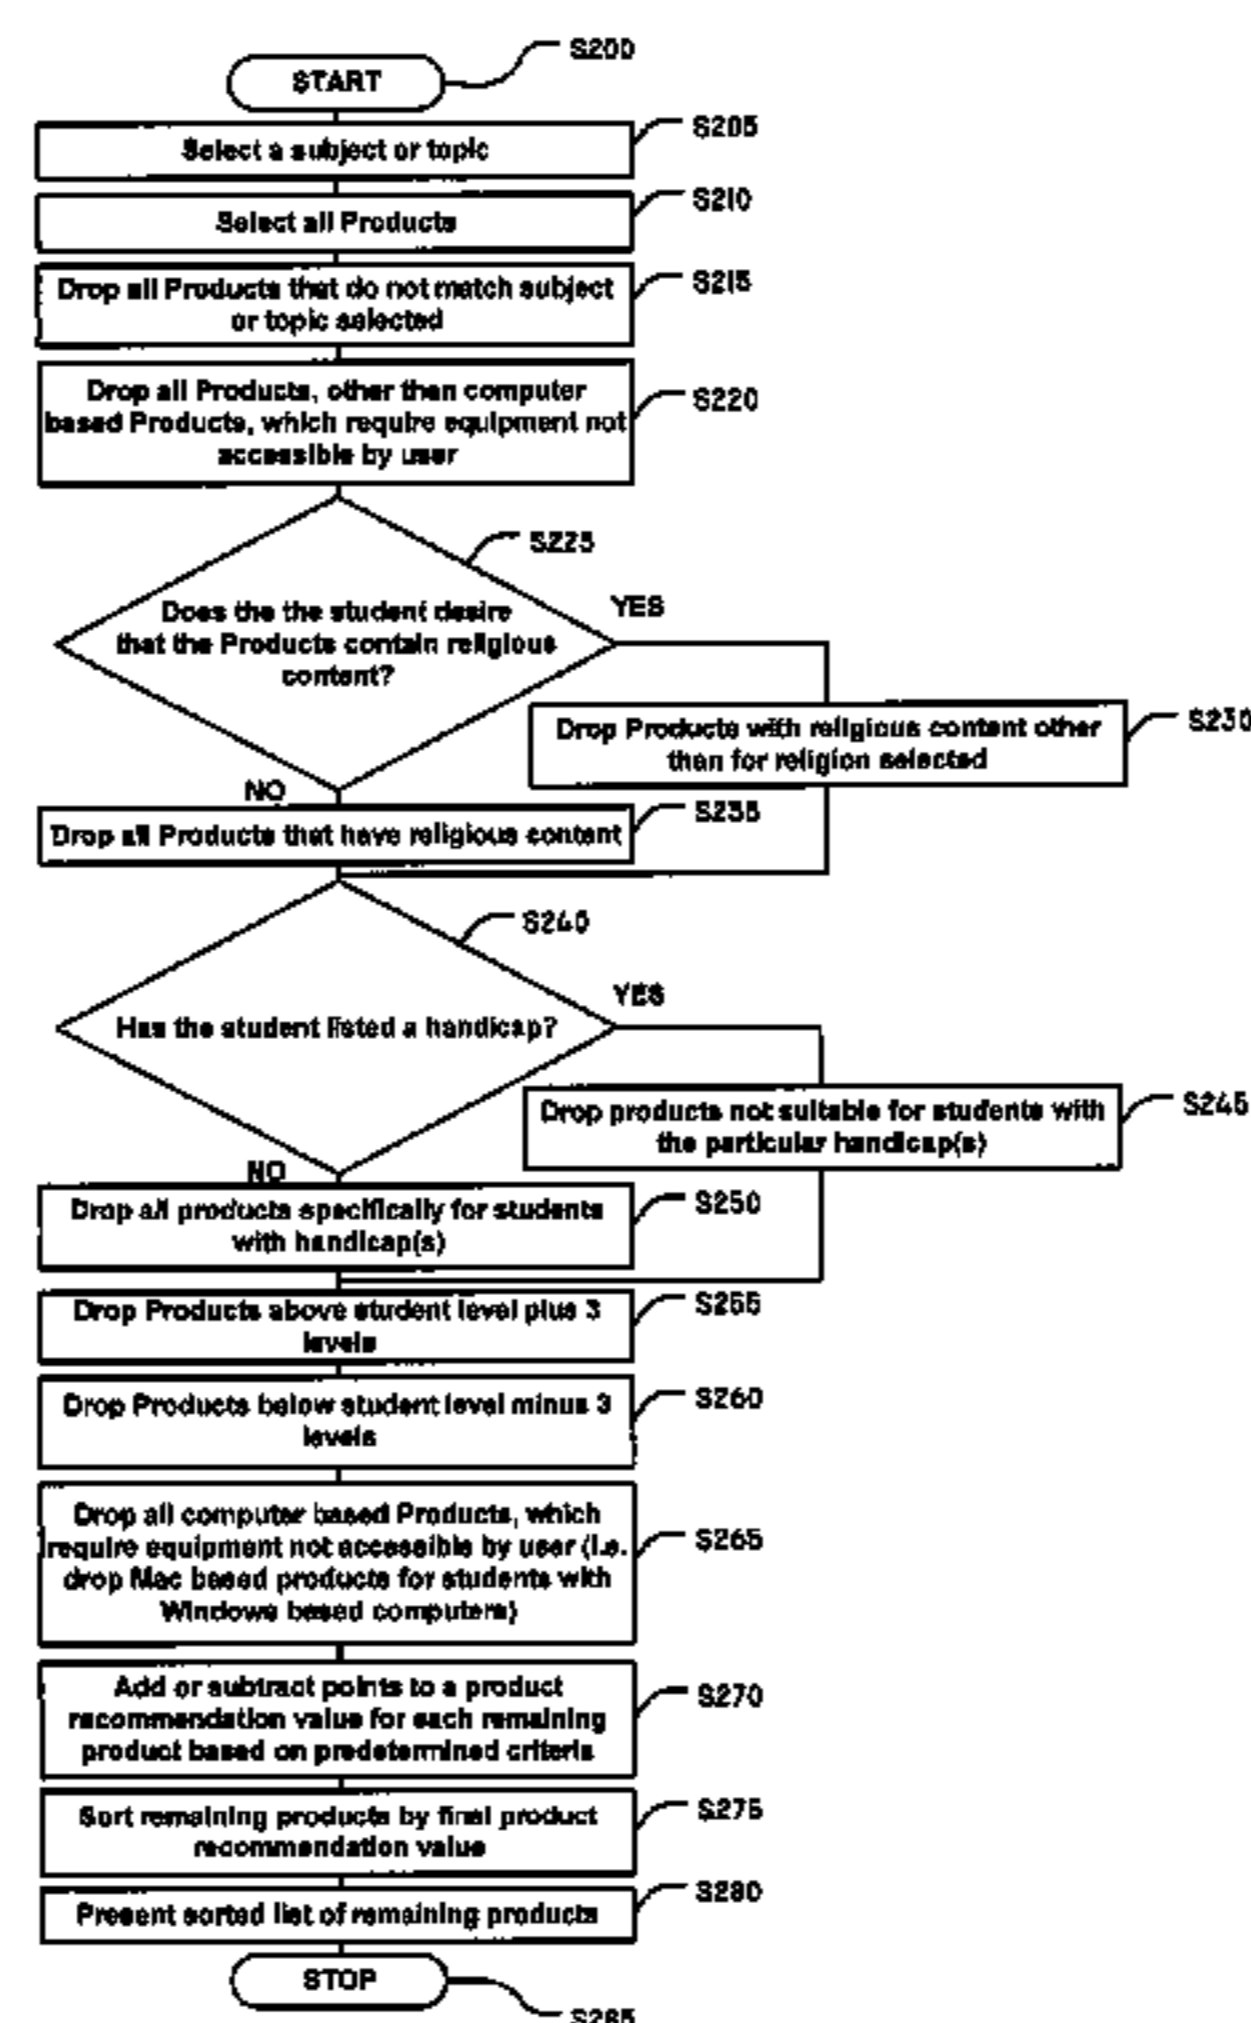 S200
START
S205
Select a subject or topic
S210
Select all Products
S215
Drop all Products that do not match subject
or topic selected
S220
Drop all Products, other than computer
based Products, which require equipment not
accessible by user
S225
Does the the student desire
that the Products contain religious
content?
YES
S230
Drop Products with religious content other
than for religion selected
NO
S235
Drop all Products that have religious content
S240
Has the student listed a handicap?
YES
S245
Drop products not suitable for students with
the particular handicap(s)
NO
S250
Drop all products specifically for students
with handicap(s)
S255
Drop Products above student level plus 3
levels
S260
Drop Products below student level minus 3
levels
S265
Drop all computer based Products, which
require equipment not accessible by user (i.e.
drop Mac based products for students with
Windows based computers)
S270
Add or subtract points to a product
recommendation value for each remaining
product based on predetermined criteria
S275
Sort remaining products by final product
recommendation value
S280
Present sorted list of remaining products
STOP
S285